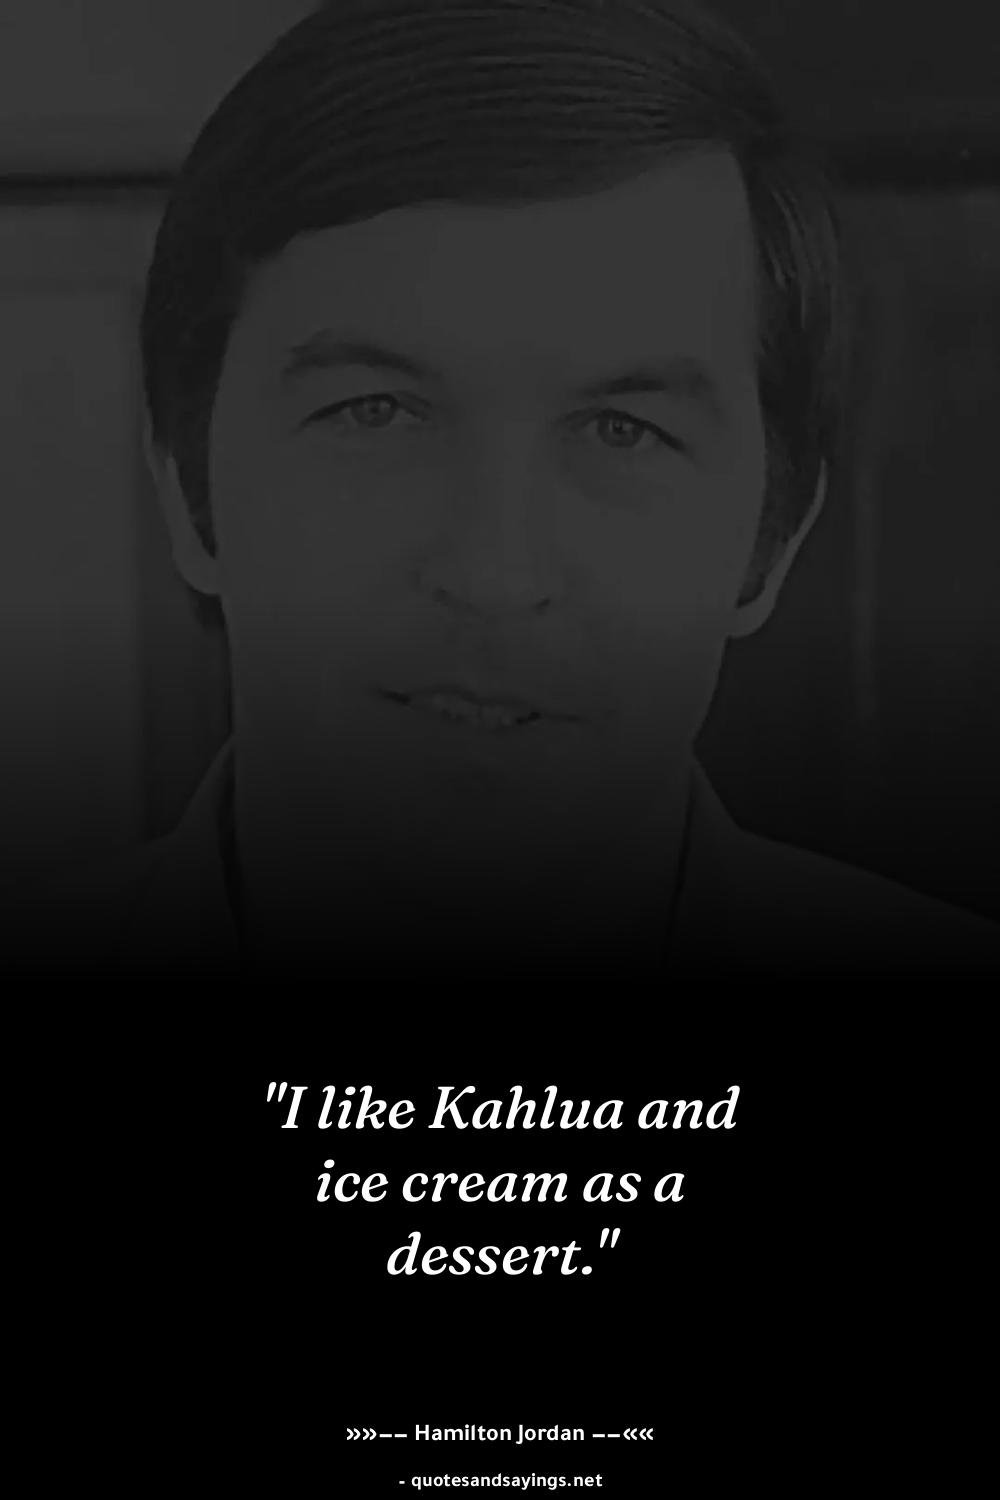 "I like Kahlua and
ice cream as a
dessert."
»»–– Hamilton Jordan ––««
- quotesandsayings.net